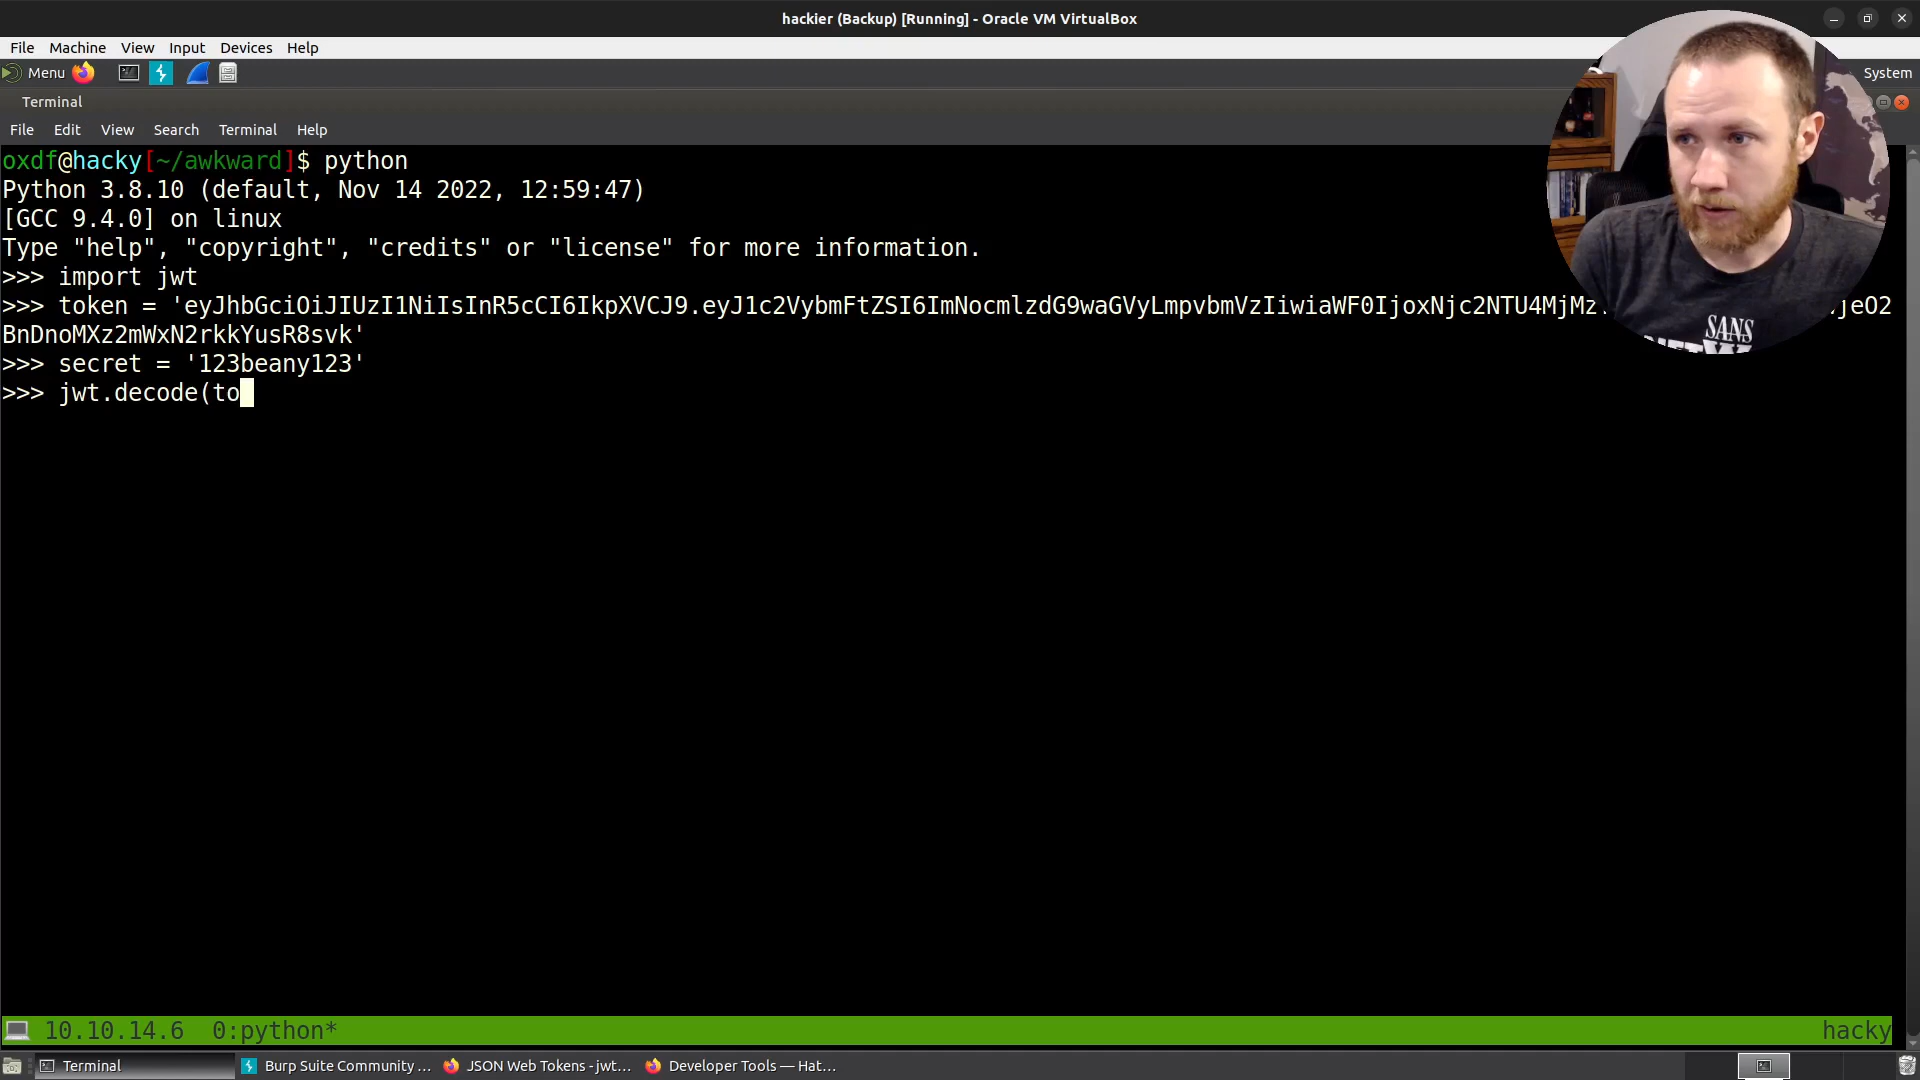 hackier (Backup) [Running] - Oracle VM VirtualBox
File Machine View Input Devices Help
Menu System
Terminal
File Edit View Search Terminal Help
oxdf@hacky[~/awkward]$ python
Python 3.8.10 (default, Nov 14 2022, 12:59:47)
[GCC 9.4.0] on linux
Type "help", "copyright", "credits" or "license" for more information.
>>> import jwt
>>> token = 'eyJhbGciOiJIUzI1NiIsInR5cCI6IkpXVCJ9.eyJ1c2VybmFtZSI6ImNocmlzdG9waGVyLmpvbmVzIiwiaWF0IjoxNjc2NTU4MjMz jeO2
BnDnoMXz2mWxN2rkkYusR8svk'
>>> secret = '123beany123'
>>> jwt.decode(to
SANS
10.10.14.6 0:python* hacky
Terminal Burp Suite Community ... JSON Web Tokens - jwt... Developer Tools — Hat...